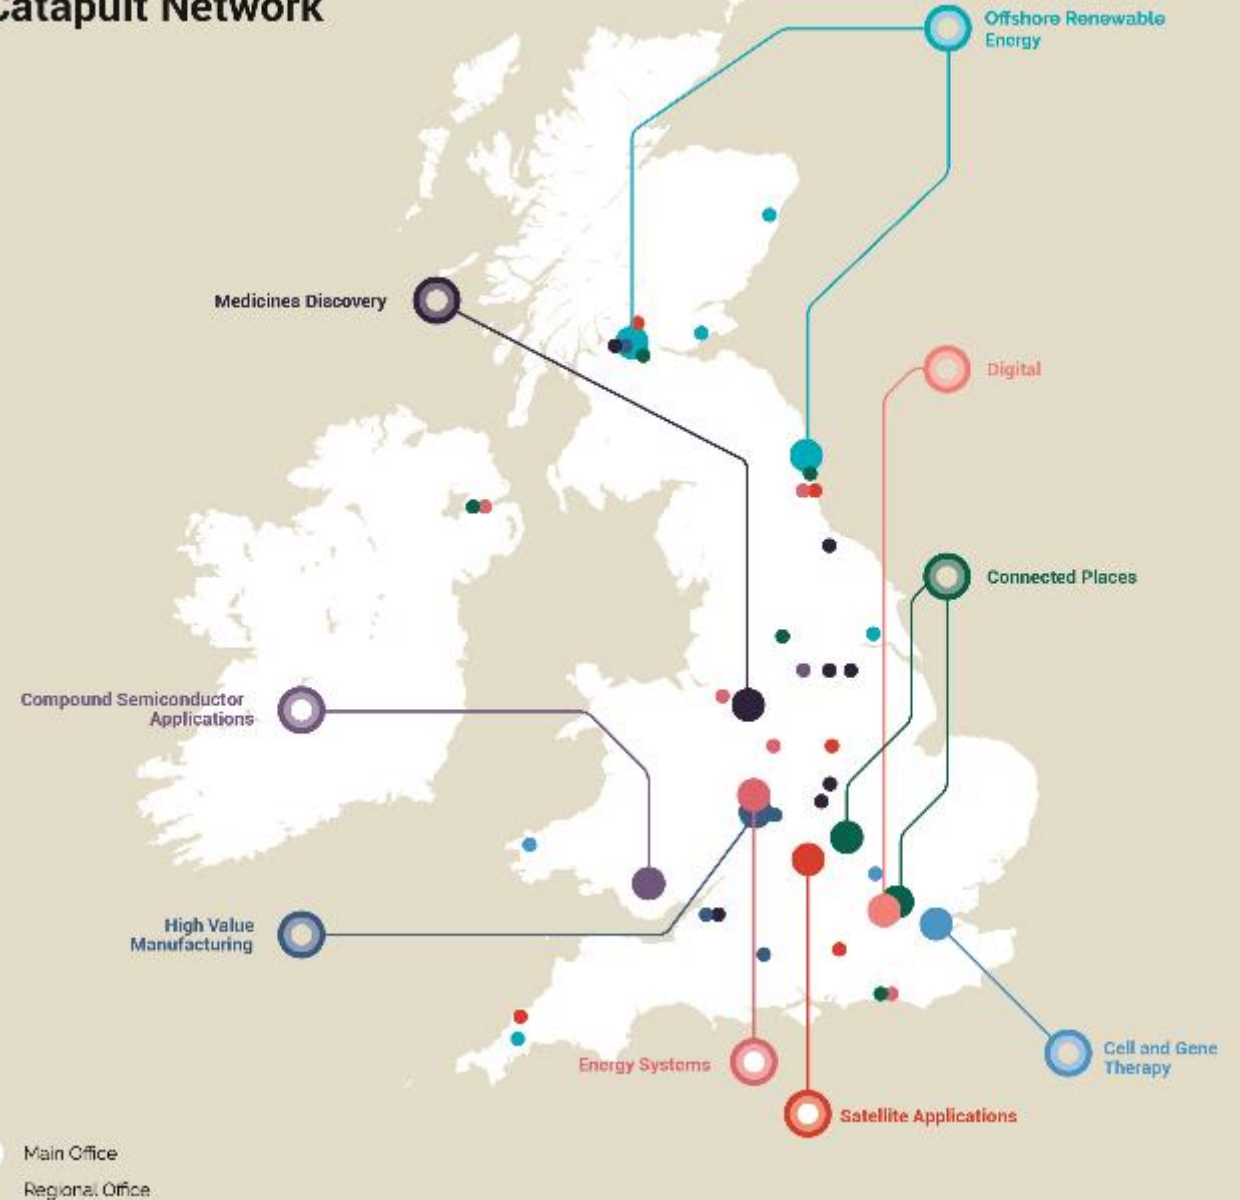 Catapult Network
Offshore Renewable
Energy
Medicines Discovery
Digital
Connected Places
Compound Semiconductor
Applications
High Value
Manufacturing
Energy Systems
Cell and Gene
Therapy
Satellite Applications
Main Office
Regional Office